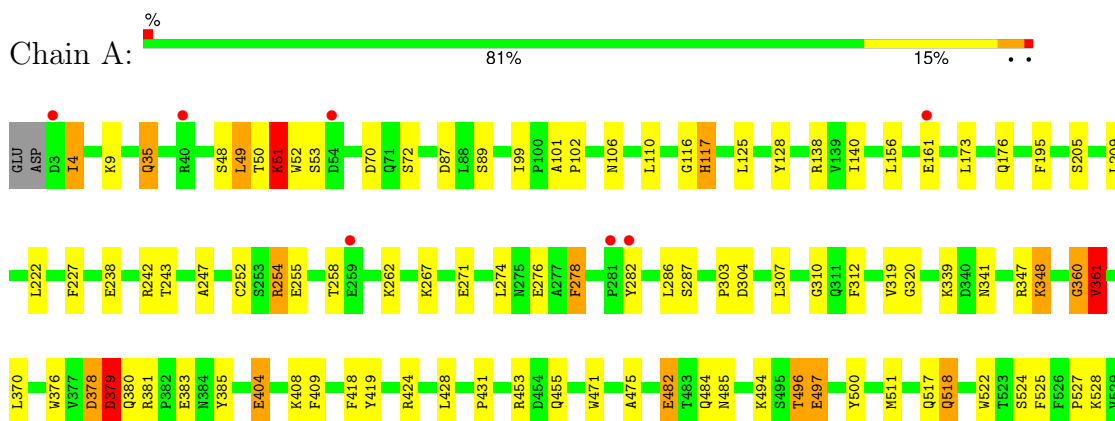 %
Chain A:
81% 15% . .
GLU ASP D3 I4 K9 Q35 R40 S48 L49 T50 K51 W52 S53 D54 D70 Q71 S72 D87 L88 S89 I99 P100 A101 P102 N106 L110 G116 H117 L125 Y128 R138 V139 I140 L156 E161 L173 Q176 F195 S205
L222 F227 E238 R242 T243 A247 C252 S253 R254 E255 T258 E259 K262 K267 E271 L274 N275 E276 A277 F278 P281 Y282 L286 S287 P303 D304 L307 G310 Q311 F312 V319 G320 K339 D340 N341 R347 K348 G360 V361
L370 W376 V377 D378 D379 Q380 R381 P382 E383 N384 Y385 E404 K408 F409 F418 Y419 R424 L428 P431 R453 D454 Q455 W471 A475 E482 T483 Q484 N485 K494 S495 T496 E497 Y500 M511 Q517 Q518 W522 T523 S524 F525 F526 P527 K528